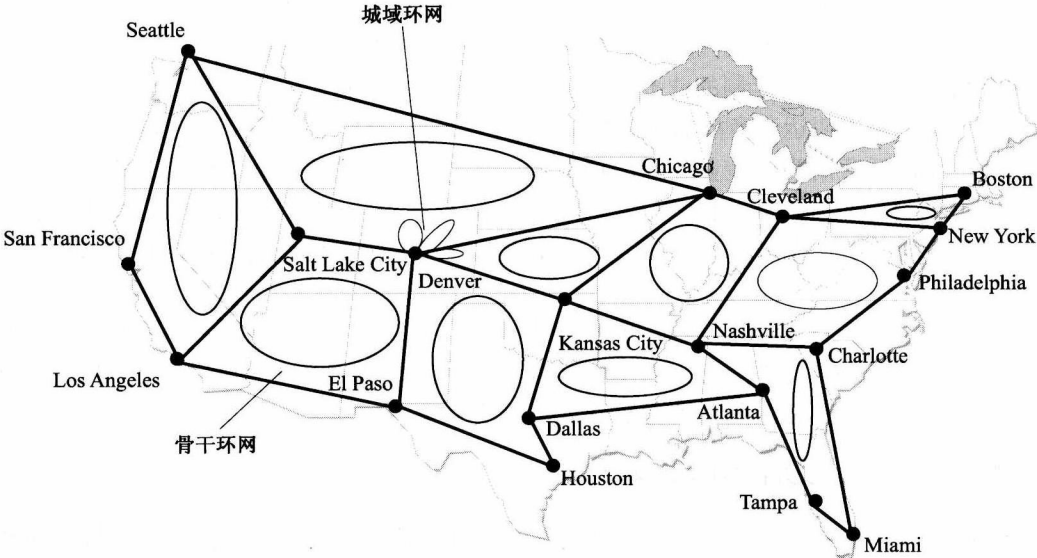 城域环网
Seattle
Chicago
Cleveland
Boston
San Francisco
Salt Lake City
Denver
New York
Philadelphia
Kansas City
Nashville
Charlotte
Los Angeles
El Paso
Atlanta
Dallas
骨干环网
Houston
Tampa
Miami